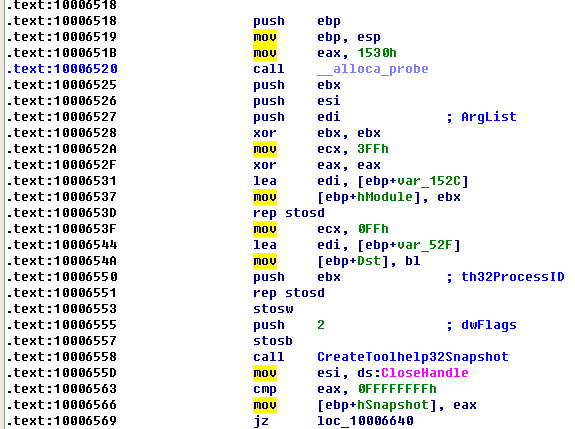 .text:10006518
.text:10006518 push ebp
.text:10006519 mov ebp, esp
.text:1000651B mov eax, 1530h
.text:10006520 call __alloca_probe
.text:10006525 push ebx
.text:10006526 push esi
.text:10006527 push edi ; ArgList
.text:10006528 xor ebx, ebx
.text:1000652A mov ecx, 3FFh
.text:1000652F xor eax, eax
.text:10006531 lea edi, [ebp+var_152C]
.text:10006537 mov [ebp+hModule], ebx
.text:1000653D rep stosd
.text:1000653F mov ecx, 0FFh
.text:10006544 lea edi, [ebp+var_52F]
.text:1000654A mov [ebp+Dst], bl
.text:10006550 push ebx ; th32ProcessID
.text:10006551 rep stosd
.text:10006553 stosw
.text:10006555 push 2 ; dwFlags
.text:10006557 stosb
.text:10006558 call CreateToolhelp32Snapshot
.text:1000655D mov esi, ds:CloseHandle
.text:10006563 cmp eax, 0FFFFFFFFh
.text:10006566 mov [ebp+hSnapshot], eax
.text:10006569 jz loc_10006640